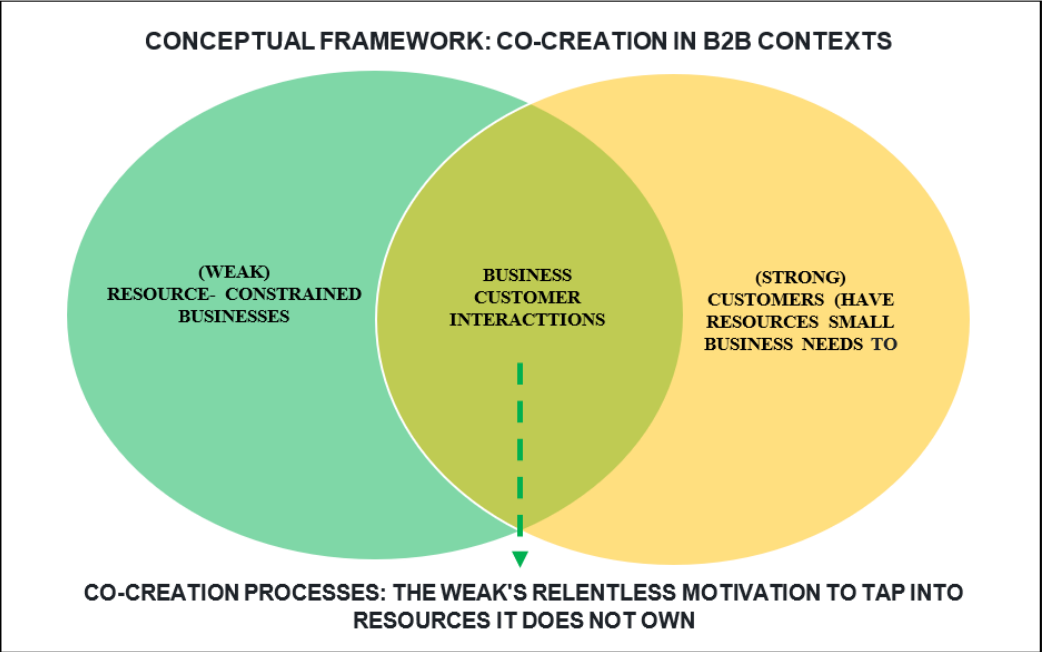 CONCEPTUAL FRAMEWORK: CO-CREATION IN B2B CONTEXTS
(WEAK)
RESOURCE- CONSTRAINED
BUSINESSES
BUSINESS
CUSTOMER
INTERACTTIONS
(STRONG)
CUSTOMERS (HAVE
RESOURCES SMALL
BUSINESS NEEDS TO
CO-CREATION PROCESSES: THE WEAK'S RELENTLESS MOTIVATION TO TAP INTO
RESOURCES IT DOES NOT OWN